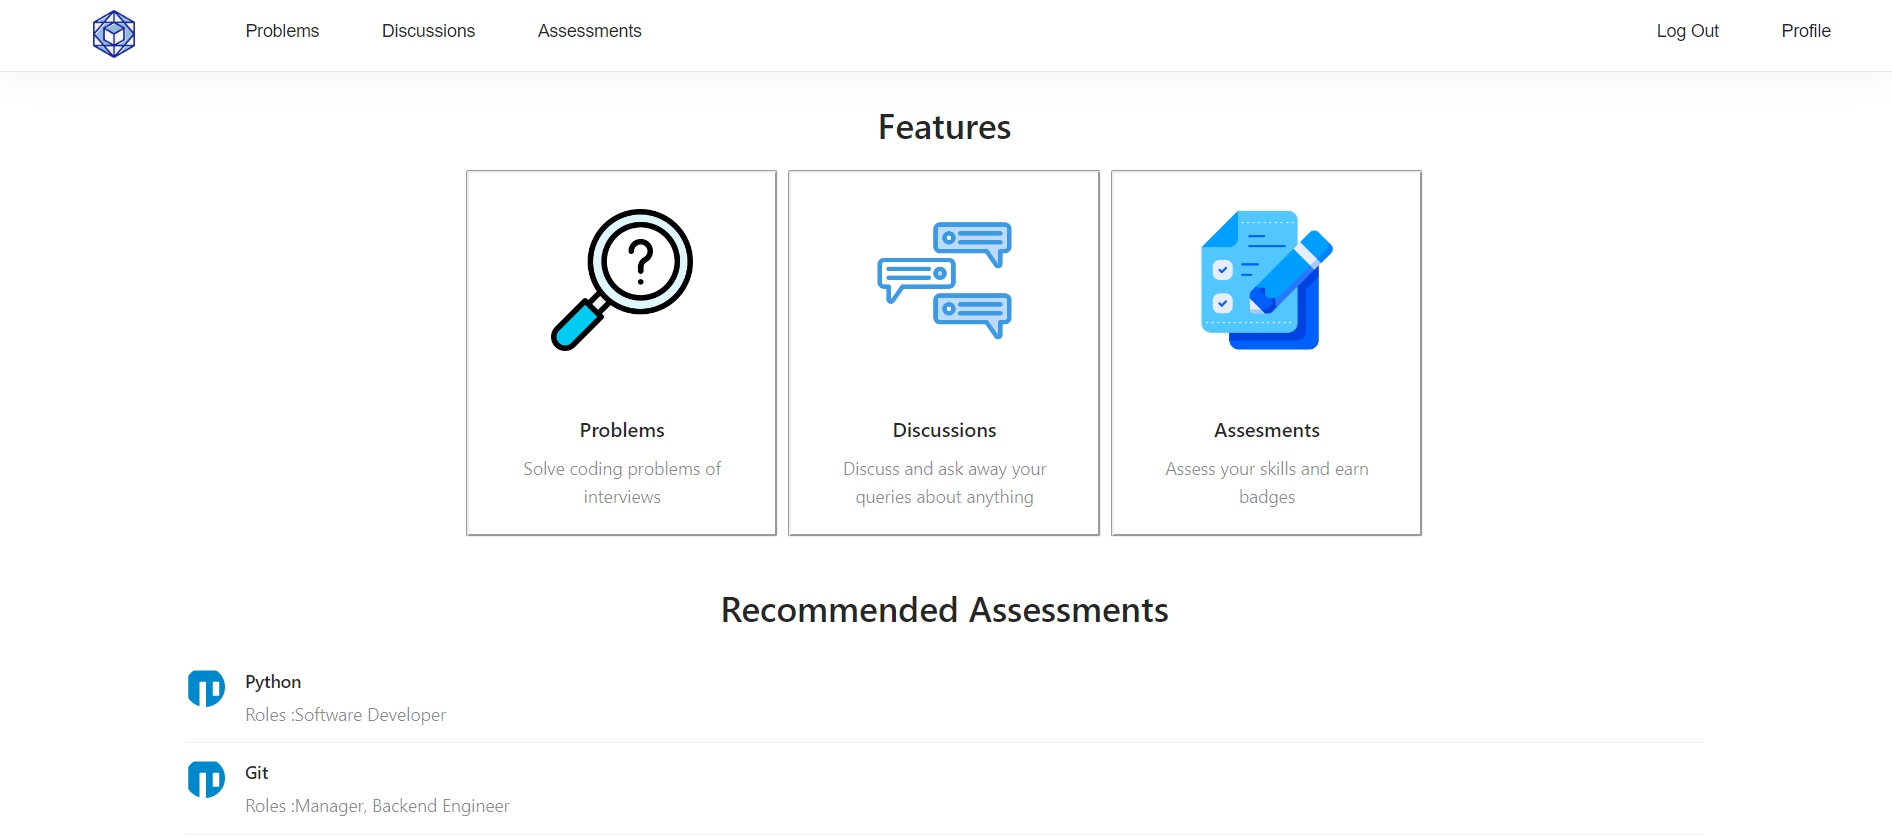 Problems Discussions Assessments Log Out Profile
Features
?
Problems
Solve coding problems of
interviews
Discussions
Discuss and ask away your
queries about anything
Assesments
Assess your skills and earn
badges
Recommended Assessments
Python
Roles :Software Developer
Git
Roles :Manager, Backend Engineer